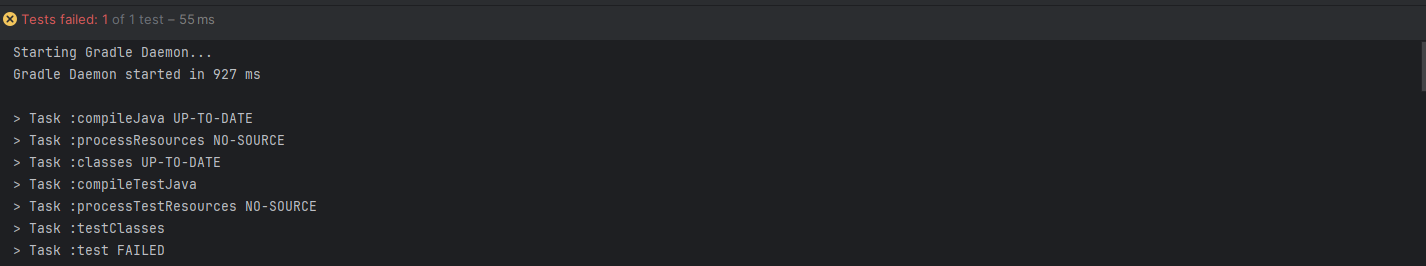 Tests failed: 1 of 1 test – 55 ms
Starting Gradle Daemon...
Gradle Daemon started in 927 ms
> Task :compileJava UP-TO-DATE
> Task :processResources NO-SOURCE
> Task :classes UP-TO-DATE
> Task :compileTestJava
> Task :processTestResources NO-SOURCE
> Task :testClasses
> Task :test FAILED